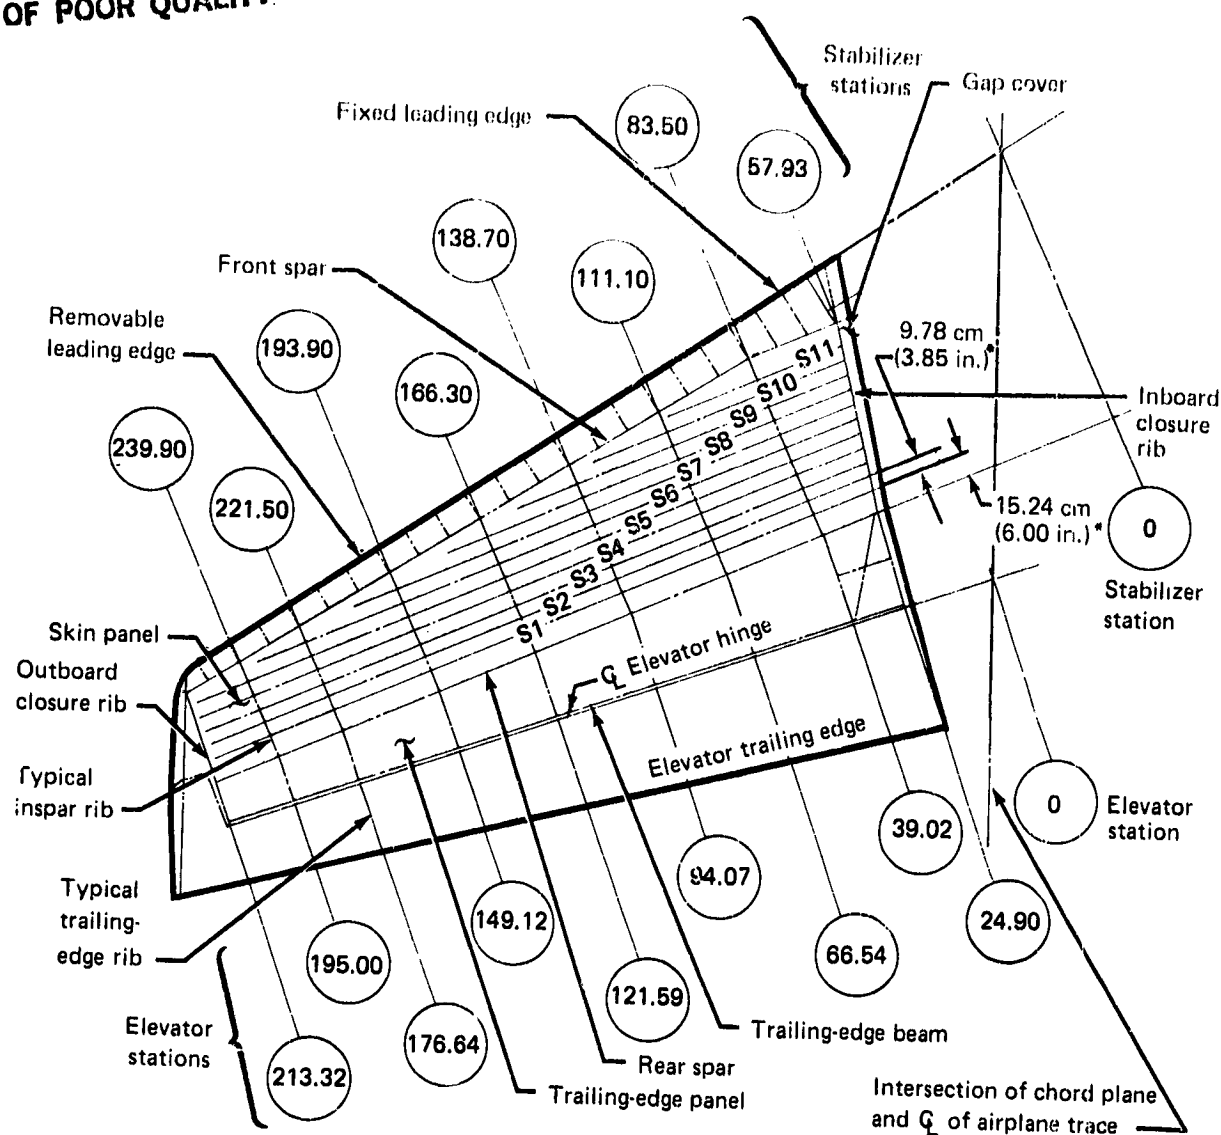 OF POOR QUALITY
Stabilizer
stations
Gap cover
Fixed leading edge
83.50
57.93
138.70
111.10
Front spar
Removable
leading edge
193.90
166.30
9.78 cm
(3.85 in.)*
S11
S10
S9
S8
S7
S6
S5
S4
S3
S2
S1
Inboard
closure
rib
239.90
221.50
15.24 cm
(6.00 in.)*
0
Stabilizer
station
Skin panel
Outboard
closure rib
℄ Elevator hinge
Elevator trailing edge
Typical
inspar rib
0
Elevator
station
39.02
94.07
24.90
149.12
66.54
Typical
trailing-
edge rib
195.00
121.59
Elevator
stations
176.64
213.32
Trailing-edge beam
Rear spar
Trailing-edge panel
Intersection of chord plane
and ℄ of airplane trace